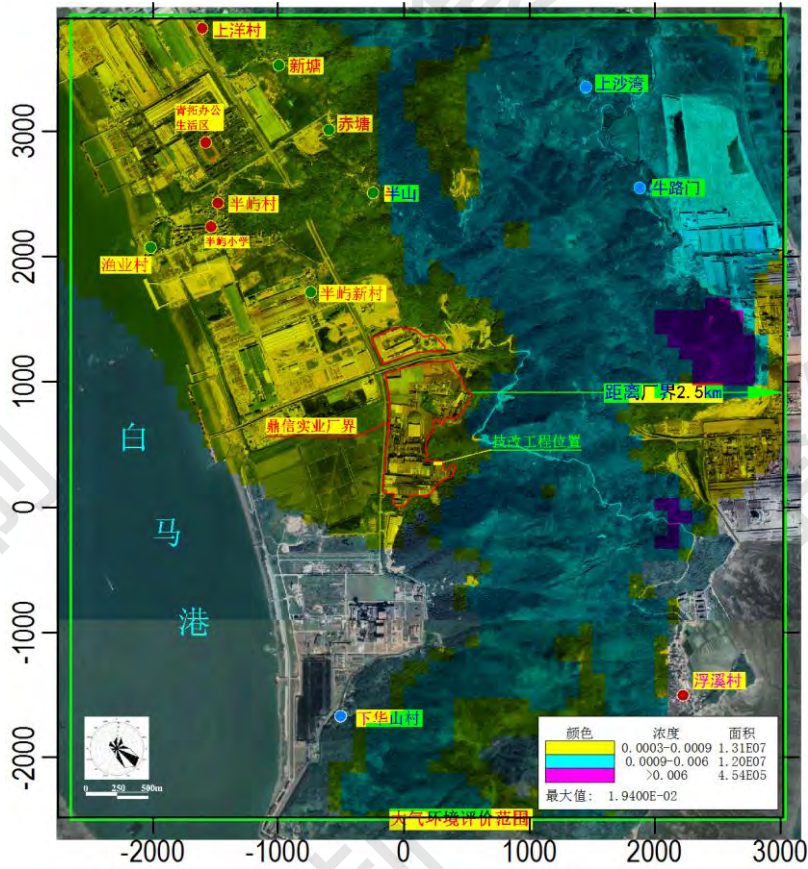 上洋村
新塘
青拓办公
生活区
赤塘
上沙湾
半山
牛路门
半屿村
半屿小学
渔业村
半屿新村
距离厂界2.5km
鼎信实业厂界
技改工程位置
白
马
港
浮溪村
下华山村
颜色 浓度 面积
0.0003-0.0009 1.31E07
0.0009-0.006 1.20E07
>0.006 4.54E05
最大值: 1.9400E-02
0 250 500m
大气环境评价范围
3000
2000
1000
0
-1000
-2000
-2000 -1000 0 1000 2000 3000